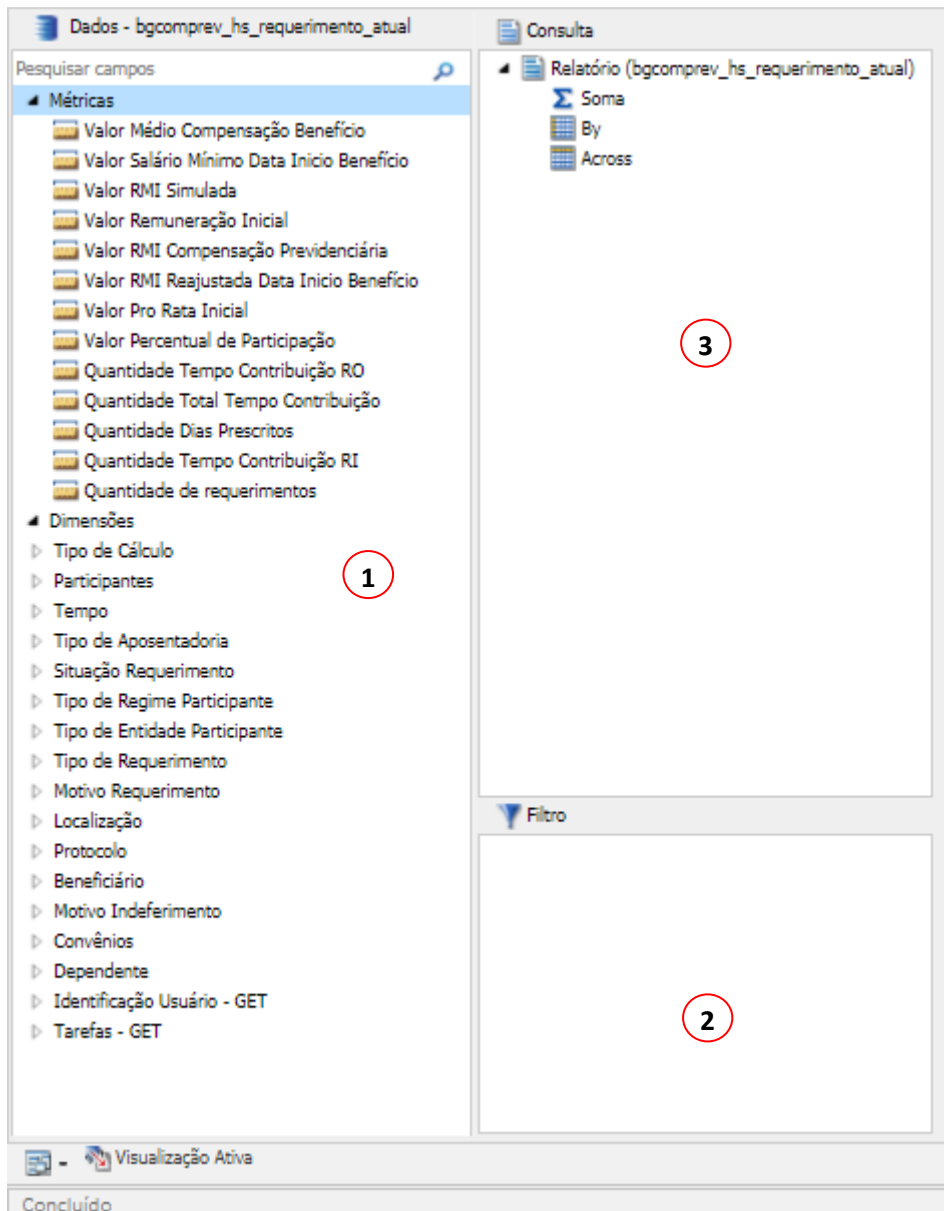 Dados - bgcomprev_hs_requerimento_atual
Pesquisar campos
Métricas
Valor Médio Compensação Benefício
Valor Salário Mínimo Data Inicio Benefício
Valor RMI Simulada
Valor Remuneração Inicial
Valor RMI Compensação Previdenciária
Valor RMI Reajustada Data Inicio Benefício
Valor Pro Rata Inicial
Valor Percentual de Participação
Quantidade Tempo Contribuição RO
Quantidade Total Tempo Contribuição
Quantidade Dias Prescritos
Quantidade Tempo Contribuição RI
Quantidade de requerimentos
Dimensões
Tipo de Cálculo
Participantes
Tempo
Tipo de Aposentadoria
Situação Requerimento
Tipo de Regime Participante
Tipo de Entidade Participante
Tipo de Requerimento
Motivo Requerimento
Localização
Protocolo
Beneficiário
Motivo Indeferimento
Convênios
Dependente
Identificação Usuário - GET
Tarefas - GET
1
Consulta
Relatório (bgcomprev_hs_requerimento_atual)
Soma
By
Across
3
Filtro
2
Visualização Ativa
Concluído